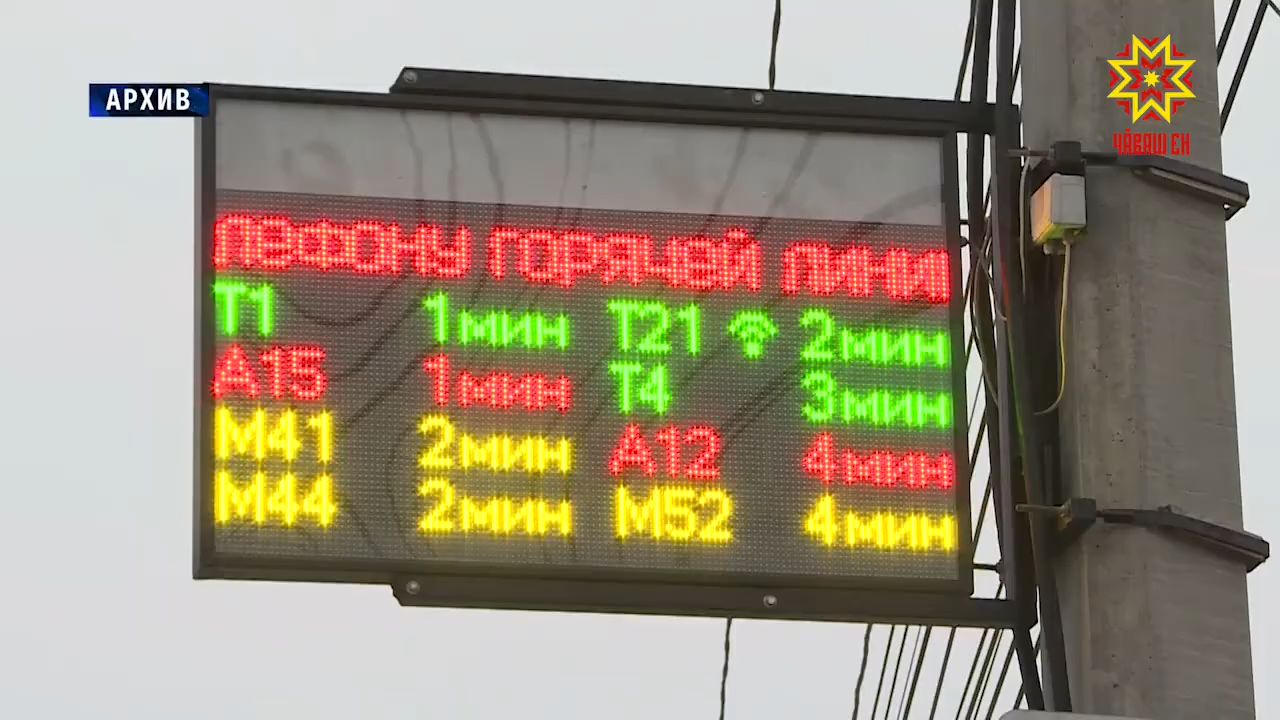 АРХИВ
ЧӐВАШ ЕН
ЛЕФОНУ ГОРЯЧЕЙ ЛИНИ
Т1 1мин Т21 2мин
А15 1мин Т4 3мин
М41 2мин А12 4мин
М44 2мин М52 4мин